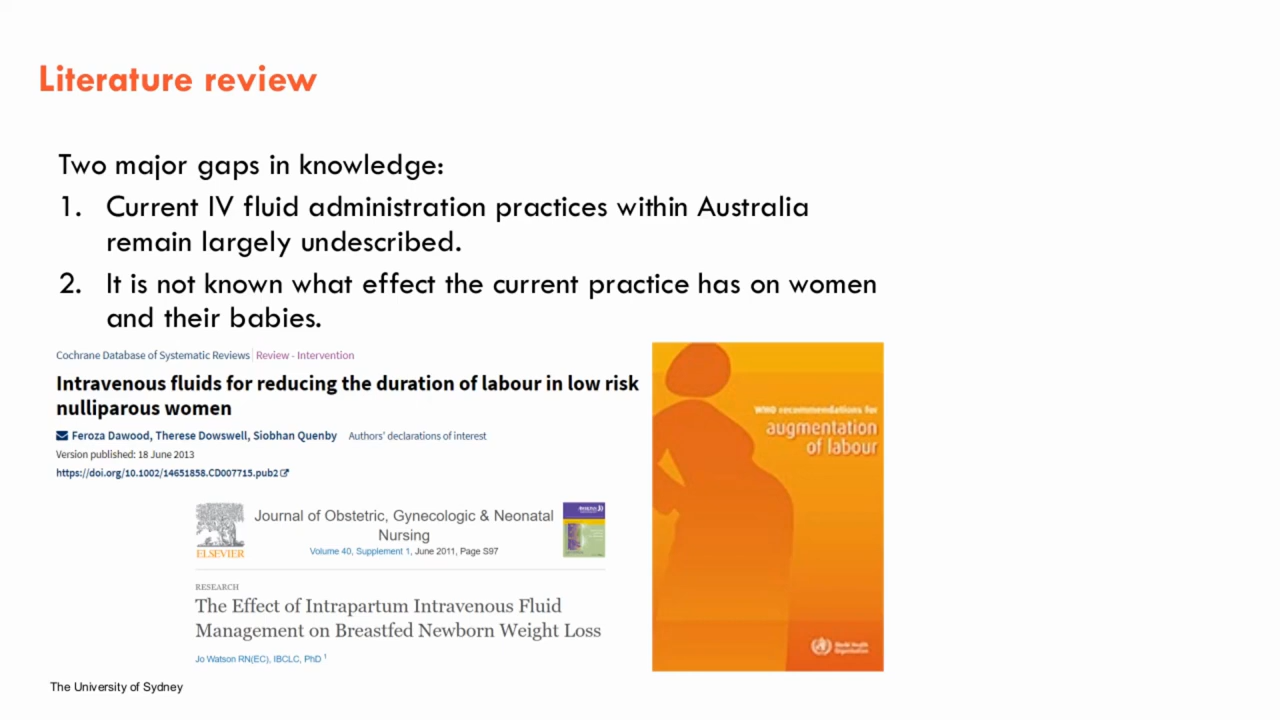 Literature review
Two major gaps in knowledge:
1. Current IV fluid administration practices within Australia
remain largely undescribed.
2. It is not known what effect the current practice has on women
and their babies.
Cochrane Database of Systematic Reviews | Review - Intervention
Intravenous fluids for reducing the duration of labour in low risk
nulliparous women
Feroza Dawood, Therese Dowswell, Siobhan Quenby Authors' declarations of interest
Version published: 18 June 2013
https://doi.org/10.1002/14651858.CD007715.pub2
WHO recommendations for
augmentation
of labour
World Health
Organization
ELSEVIER
Journal of Obstetric, Gynecologic & Neonatal
Nursing
Volume 40, Supplement 1, June 2011, Page S97
RESEARCH
The Effect of Intrapartum Intravenous Fluid
Management on Breastfed Newborn Weight Loss
Jo Watson RN(EC), IBCLC, PhD 1
The University of Sydney